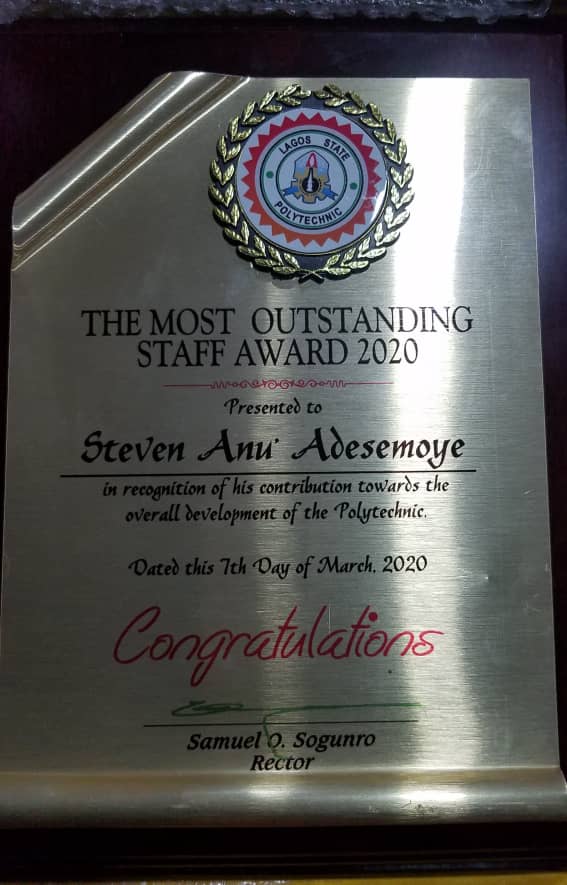 LAGOS STATE
POLYTECHNIC
THE MOST OUTSTANDING
STAFF AWARD 2020
Presented to
Steven Anu' Adesemoye
in recognition of his contribution towards the
overall development of the Polytechnic.
Dated this 7th Day of March, 2020
Congratulations
Samuel O. Sogunro
Rector